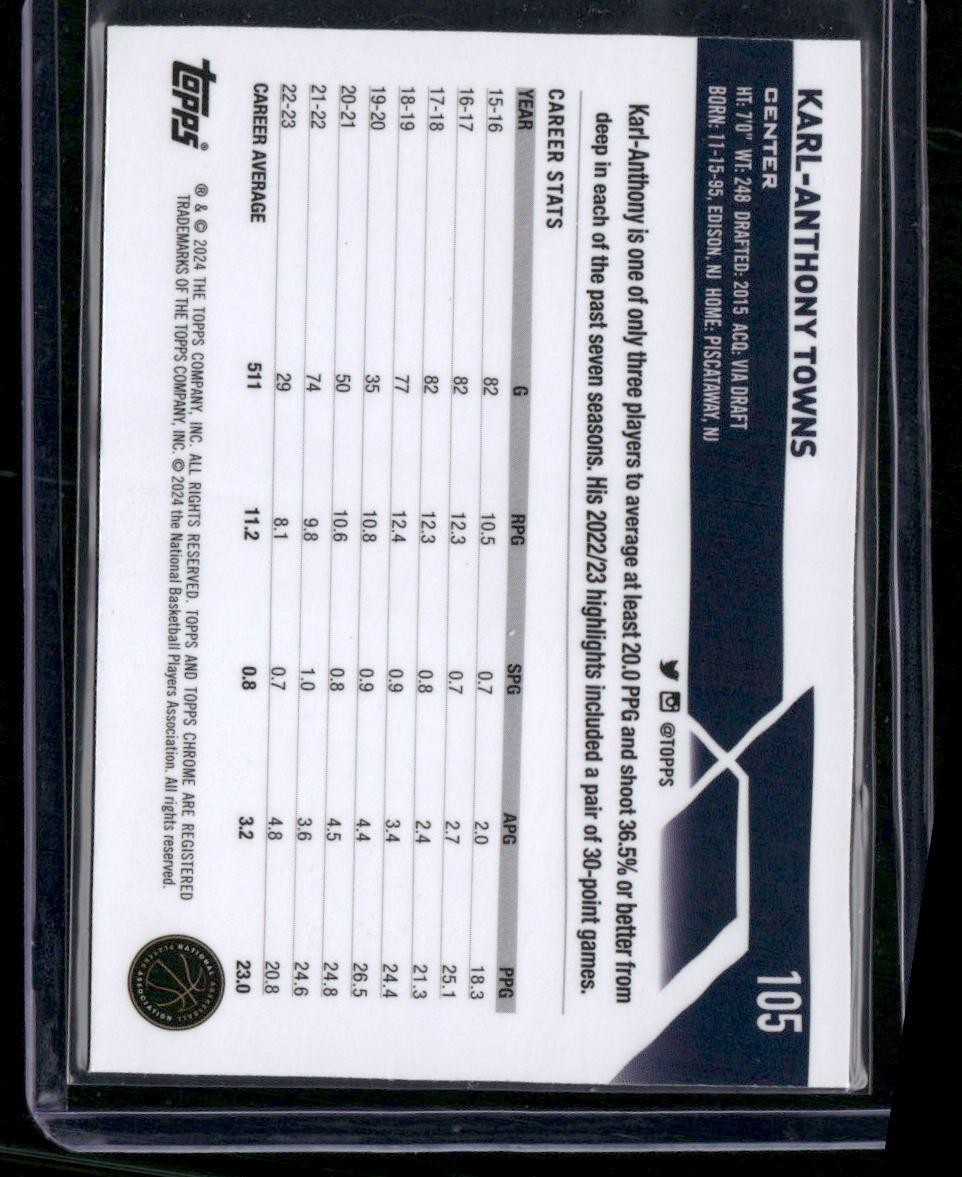 KARL-ANTHONY TOWNS
105
CENTER
HT: 7'0" WT: 248 DRAFTED: 2015 ACQ: VIA DRAFT
BORN: 11-15-95, EDISON, NJ HOME: PISCATAWAY, NJ
@TOPPS
Karl-Anthony is one of only three players to average at least 20.0 PPG and shoot 36.5% or better from
deep in each of the past seven seasons. His 2022/23 highlights included a pair of 30-point games.
CAREER STATS
YEAR G RPG SPG APG PPG
15-16 82 10.5 0.7 2.0 18.3
16-17 82 12.3 0.7 2.7 25.1
17-18 82 12.3 0.8 2.4 21.3
18-19 77 12.4 0.9 3.4 24.4
19-20 35 10.8 0.9 4.4 26.5
20-21 50 10.6 0.8 4.5 24.8
21-22 74 9.8 1.0 3.6 24.6
22-23 29 8.1 0.7 4.8 20.8
CAREER AVERAGE 511 11.2 0.8 3.2 23.0
topps®
® & © 2024 THE TOPPS COMPANY, INC. ALL RIGHTS RESERVED. TOPPS AND TOPPS CHROME ARE REGISTERED
TRADEMARKS OF THE TOPPS COMPANY, INC. © 2024 the National Basketball Players Association. All rights reserved.
NATIONAL BASKETBALL PLAYERS ASSOCIATION